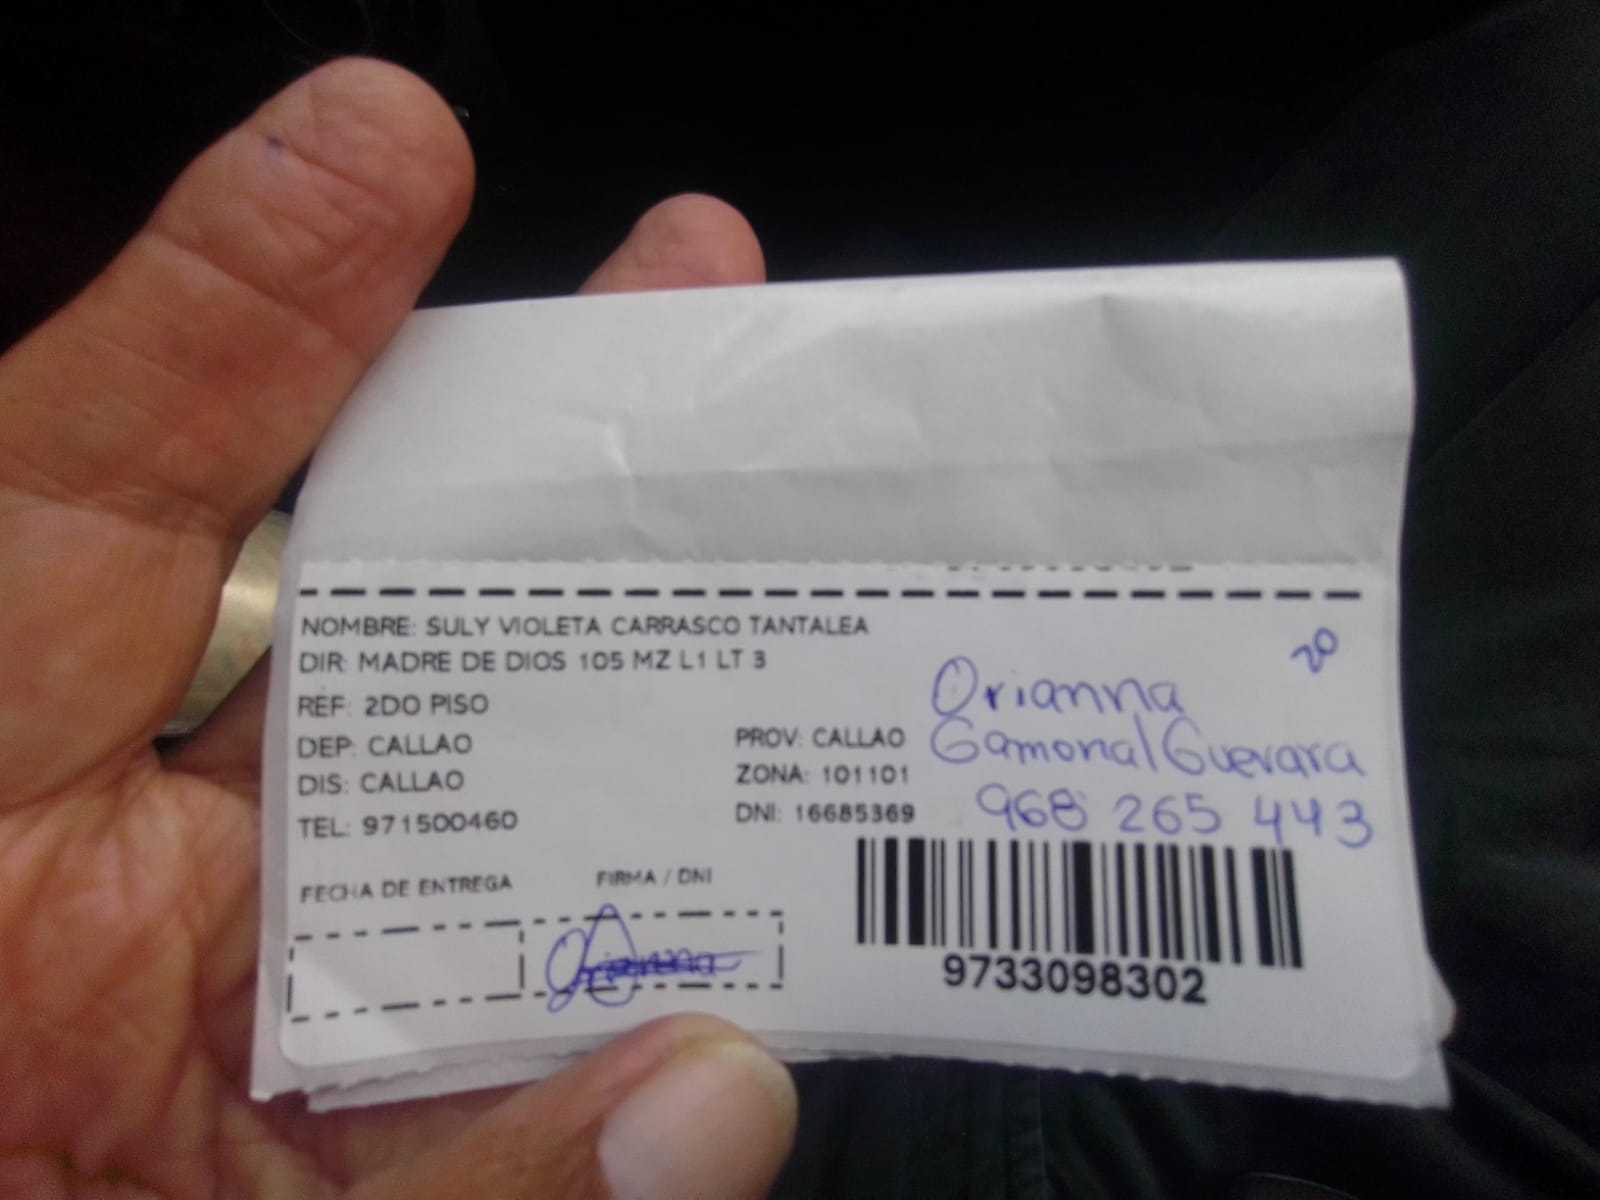 NOMBRE: SULY VIOLETA CARRASCO TANTALEA
DIR: MADRE DE DIOS 105 MZ L1 LT 3
20
REF: 2DO PISO
Orianna
DEP: CALLAO PROV: CALLAO
Gamonal Guevara
DIS: CALLAO ZONA: 101101
TEL: 971500460 DNI: 16685369
968 265 443
FECHA DE ENTREGA FIRMA / DNI
Orianna
9733098302